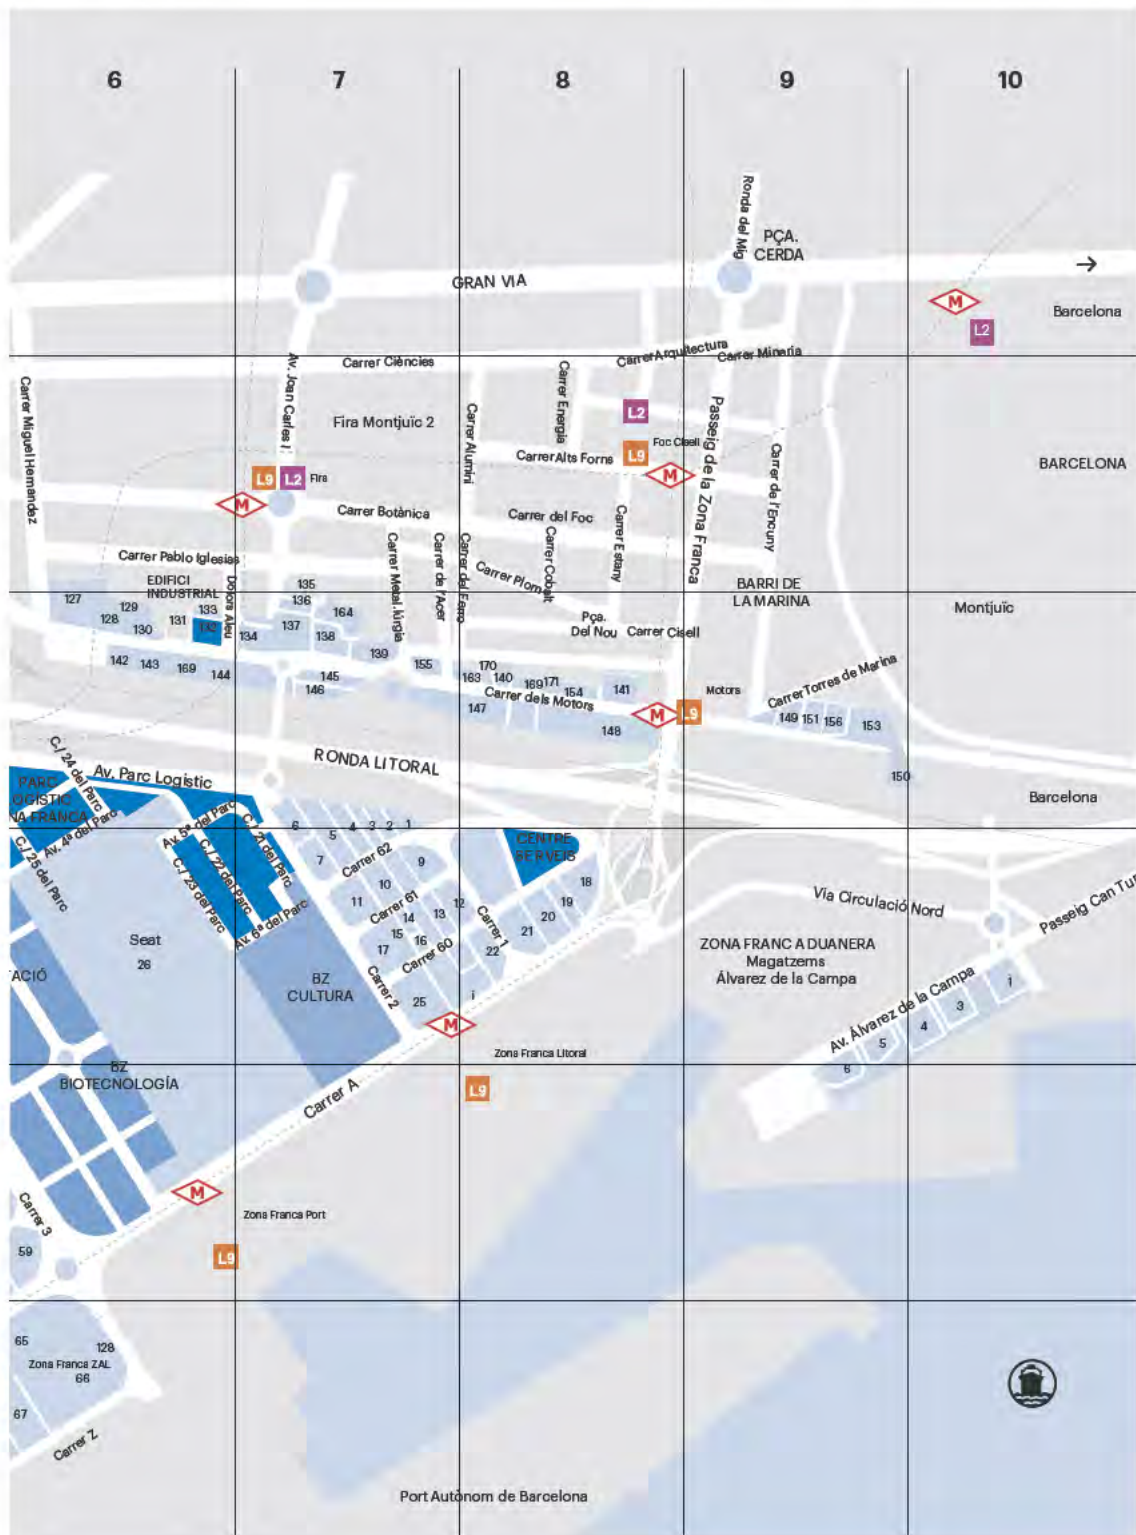 6
7
8
9
10
Ronda del Mig
PÇA.
CERDA
GRAN VIA
→
M
L2
Barcelona
Carrer Ciències
Carrer Arquitectura
Carrer Minaria
Av. Joan Carles I
Carrer Miguel Hernandez
Fira Montjuïc 2
Carrer Energia
Carrer Alumini
L2
L9
Foc Cisell
M
Passeig de la Zona Franca
Carrer de l'Encuny
BARCELONA
Carrer Alts Forns
L9
L2
Fira
M
Carrer Botànica
Carrer del Foc
Carrer Estany
Carrer Cobalt
Carrer Plom
Carrer del Ferro
Carrer de l'Acer
Carrer Metal.lúrgia
Carrer Pablo Iglesias
EDIFICI
INDUSTRIAL
Dolors Aleu
BARRI DE
LA MARINA
Montjuïc
127
129
128
130
131
133
132
134
135
136
137
164
138
139
155
Pça.
Del Nou
Carrer Cisell
142
143
169
144
145
146
170
163
140
169
171
154
141
147
148
Carrer dels Motors
M
L9
Motors
Carrer Torres de Marina
149
151
156
153
150
RONDA LITORAL
Barcelona
C./ 24 del Parc
Av. Parc Logistic
PARC
OGISTIC
NA FRANCA
Av. 4ª del Parc
C./ 25 del Parc
Av. 5ª del Parc
C./ 21 del Parc
C./ 22 del Parc
C./ 23 del Parc
Av. 6ª del Parc
6
5
4
3
2
1
7
Carrer 62
9
10
11
Carrer 61
14
13
12
15
16
17
Carrer 60
Carrer 1
Carrer 2
25
i
22
21
20
19
18
CENTRE
SERVEIS
Seat
26
TACIÓ
BZ
CULTURA
Via Circulació Nord
Passeig Can Tun
ZONA FRANCA DUANERA
Magatzems
Álvarez de la Campa
Av. Álvarez de la Campa
i
3
4
5
6
M
Zona Franca Litoral
L9
BZ
BIOTECNOLOGÍA
Carrer A
M
Zona Franca Port
L9
Carrer 3
59
65
128
Zona Franca ZAL
66
67
Carrer Z
Port Autònom de Barcelona